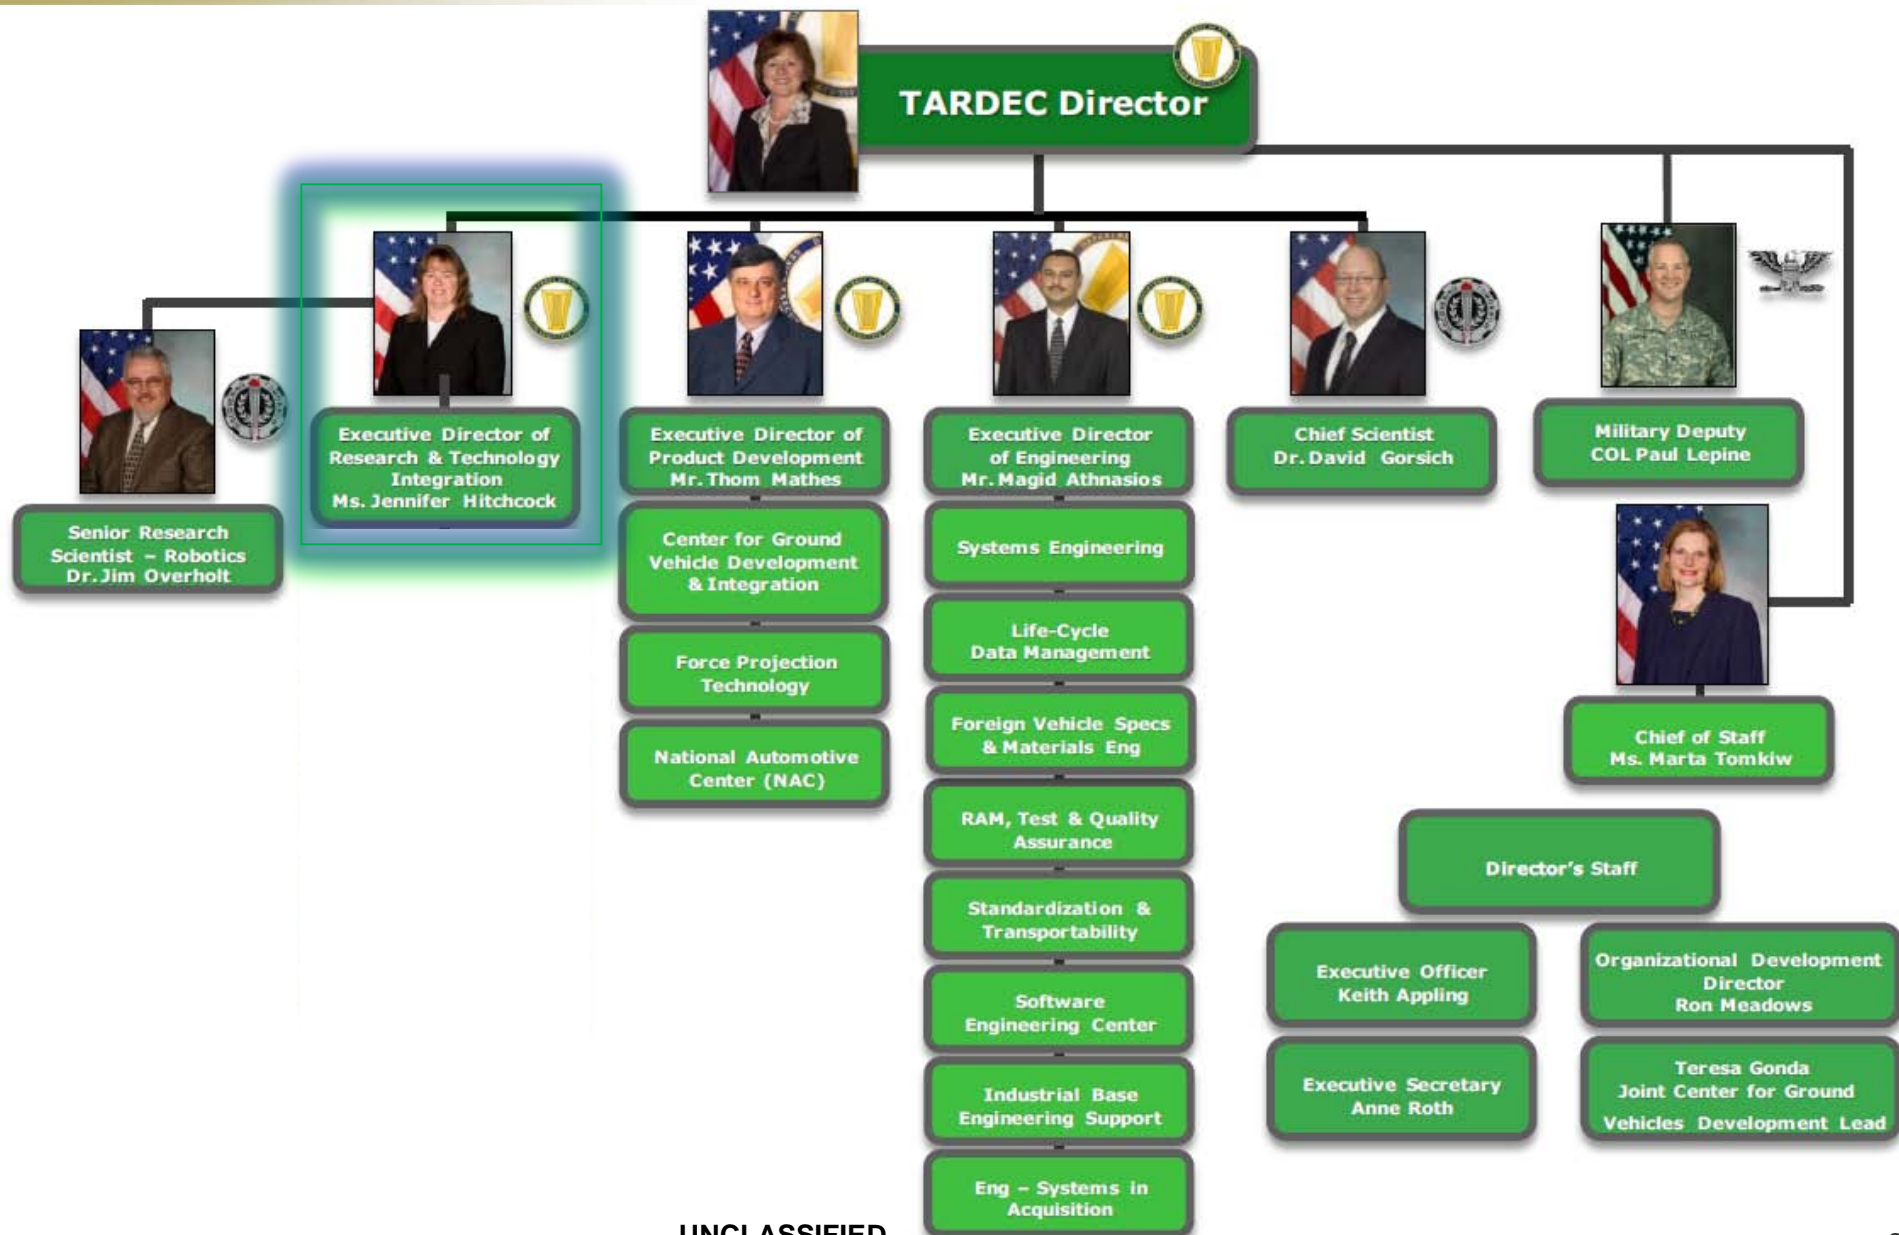 TARDEC Director
Executive Director of
Research & Technology
Integration
Ms. Jennifer Hitchcock
Executive Director of
Product Development
Mr. Thom Mathes
Executive Director
of Engineering
Mr. Magid Athnasios
Chief Scientist
Dr. David Gorsich
Military Deputy
COL Paul Lepine
Senior Research
Scientist – Robotics
Dr. Jim Overholt
Center for Ground
Vehicle Development
& Integration
Force Projection
Technology
National Automotive
Center (NAC)
Systems Engineering
Life-Cycle
Data Management
Foreign Vehicle Specs
& Materials Eng
RAM, Test & Quality
Assurance
Standardization &
Transportability
Software
Engineering Center
Industrial Base
Engineering Support
Eng – Systems in
Acquisition
Chief of Staff
Ms. Marta Tomkiw
Director's Staff
Executive Officer
Keith Appling
Organizational Development
Director
Ron Meadows
Executive Secretary
Anne Roth
Teresa Gonda
Joint Center for Ground
Vehicles Development Lead
UNCLASSIFIED